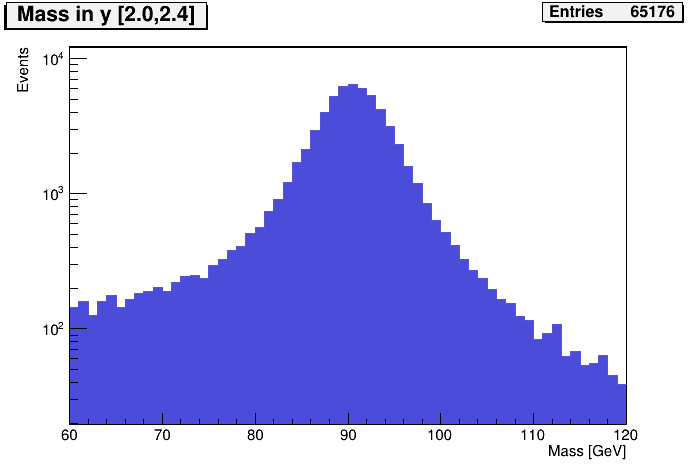 Mass in y [2.0,2.4]
Entries 65176
Events
10⁴
10³
10²
60 70 80 90 100 110 120
Mass [GeV]